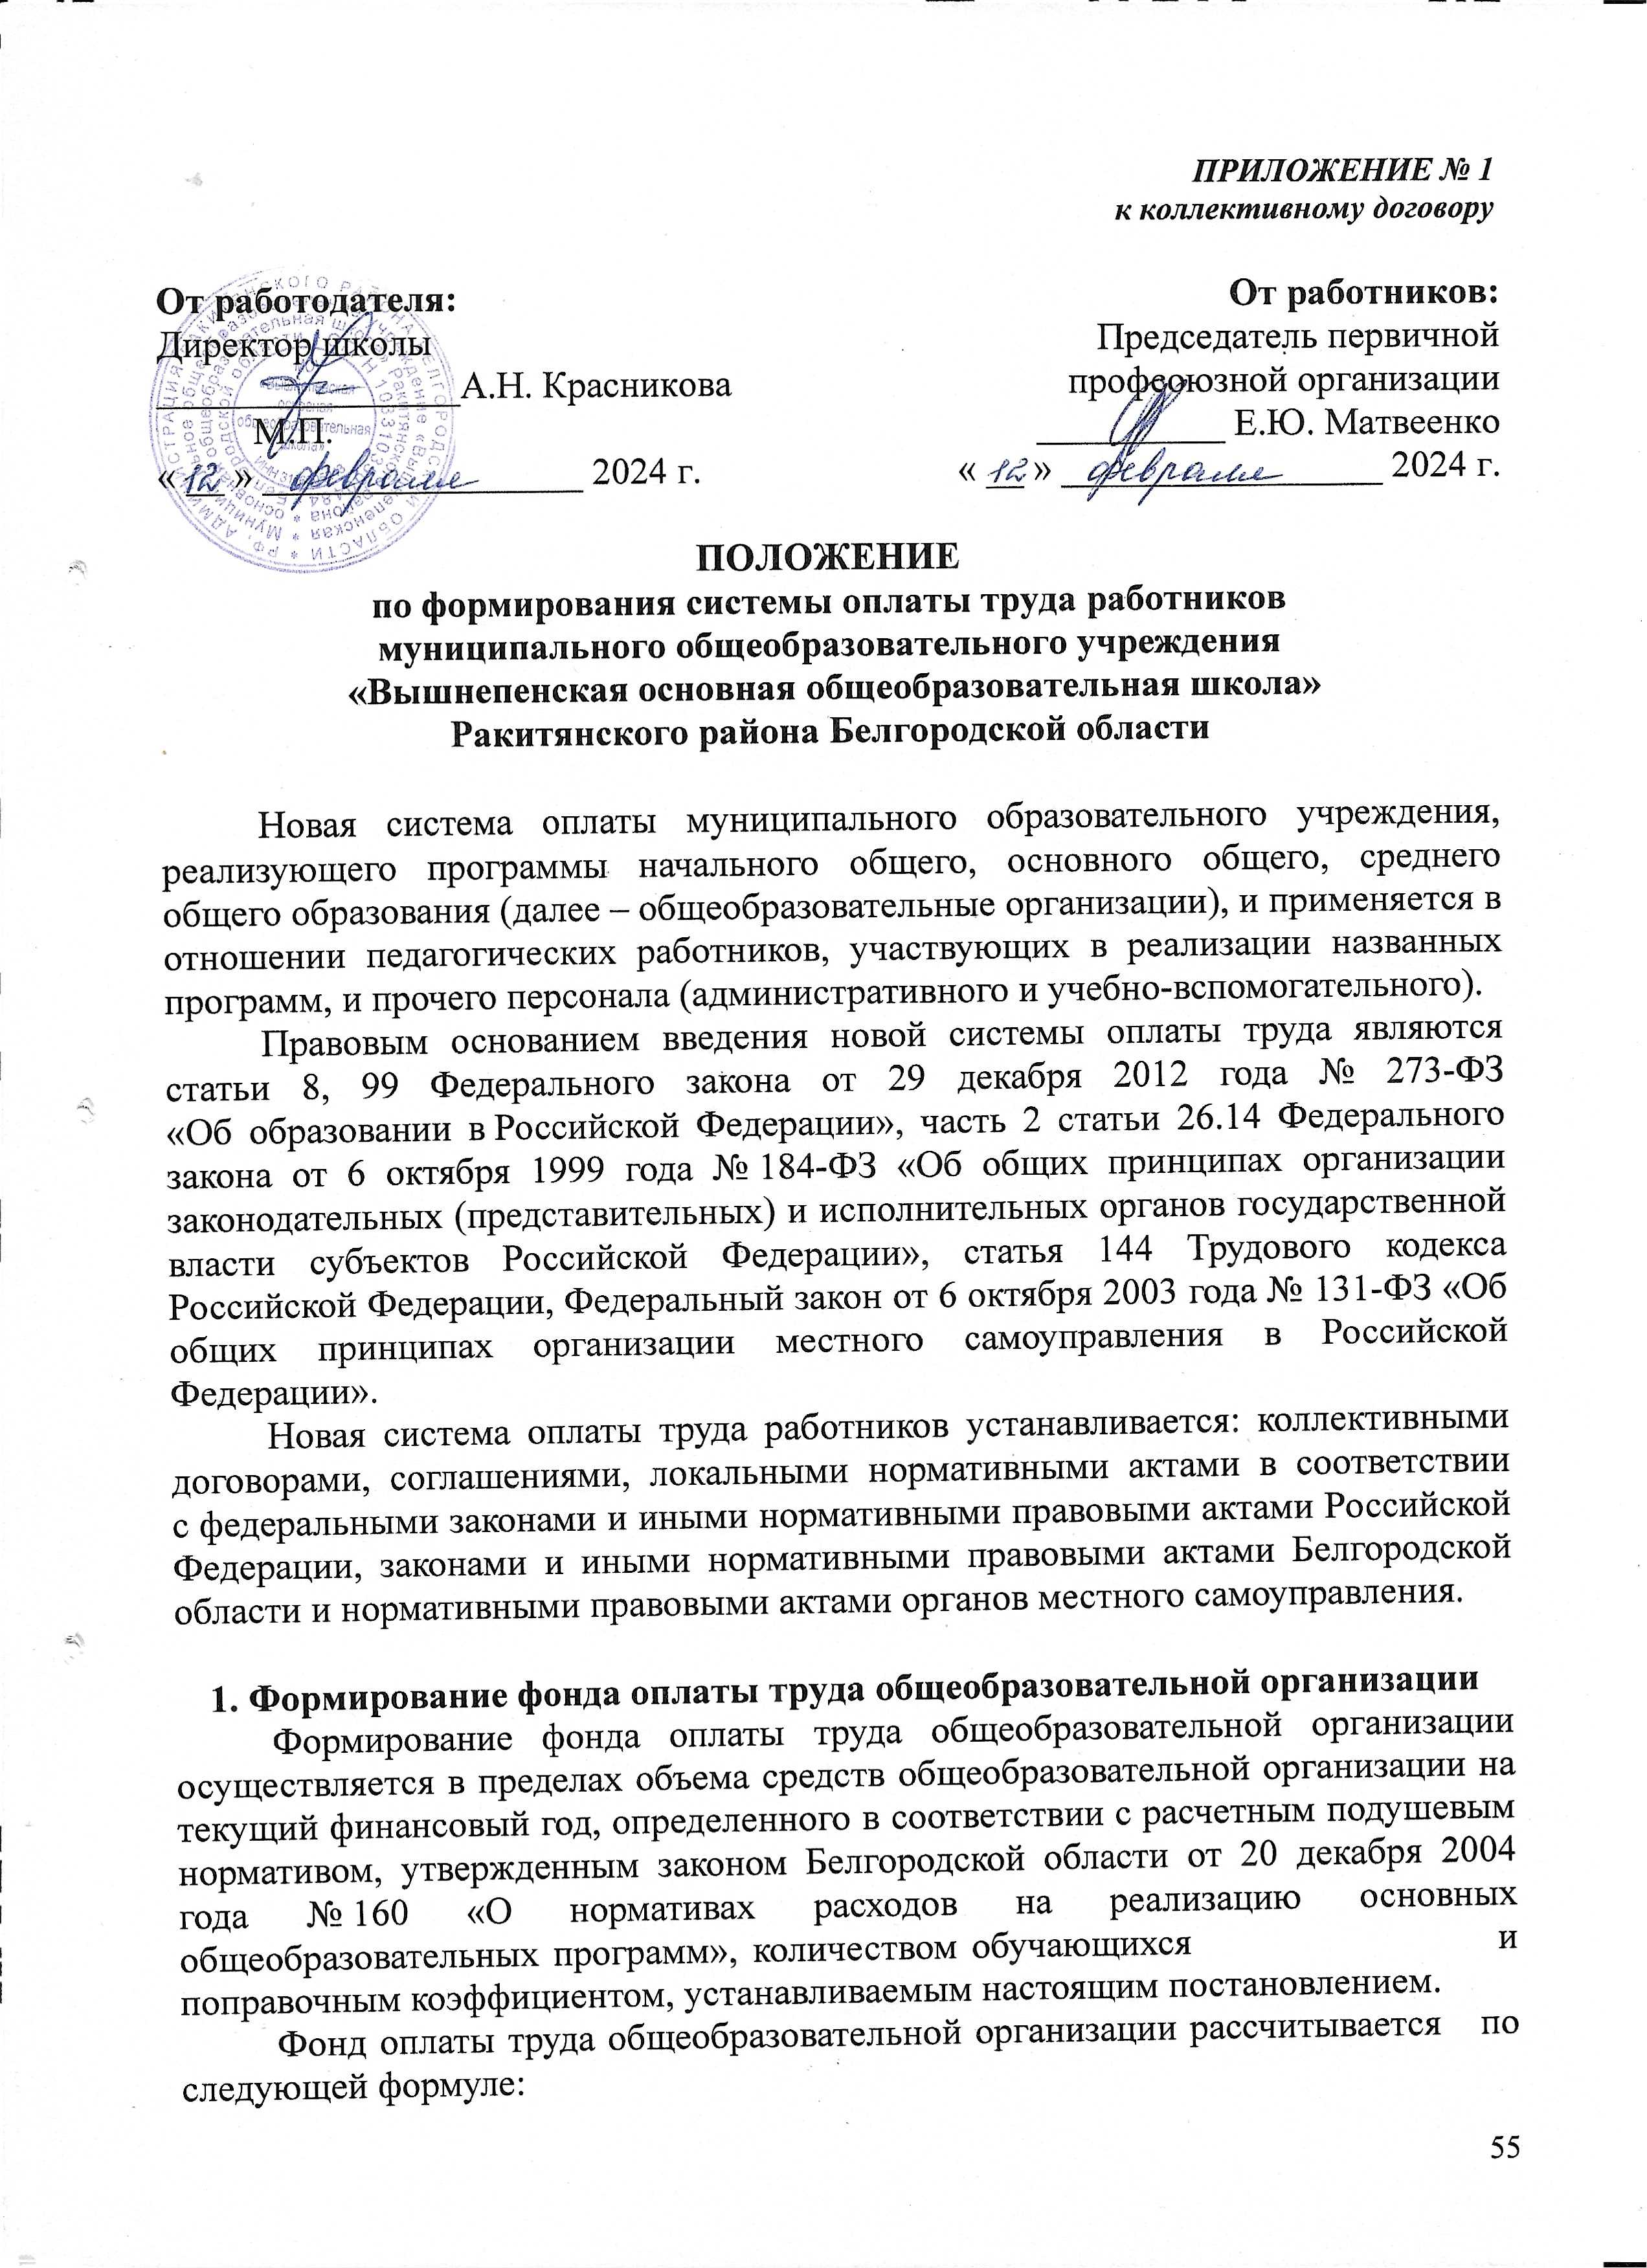 ПРИЛОЖЕНИЕ № 1
к коллективному договору
От работодателя:
Директор школы
А.Н. Красникова
М.П.
« 12 » февраля 2024 г.
От работников:
Председатель первичной
профсоюзной организации
Е.Ю. Матвеенко
« 12 » февраля 2024 г.
ПОЛОЖЕНИЕ
по формирования системы оплаты труда работников
муниципального общеобразовательного учреждения
«Вышнепенская основная общеобразовательная школа»
Ракитянского района Белгородской области
Новая система оплаты муниципального образовательного учреждения,
реализующего программы начального общего, основного общего, среднего
общего образования (далее – общеобразовательные организации), и применяется в
отношении педагогических работников, участвующих в реализации названных
программ, и прочего персонала (административного и учебно-вспомогательного).
Правовым основанием введения новой системы оплаты труда являются
статьи 8, 99 Федерального закона от 29 декабря 2012 года № 273-ФЗ
«Об образовании в Российской Федерации», часть 2 статьи 26.14 Федерального
закона от 6 октября 1999 года № 184-ФЗ «Об общих принципах организации
законодательных (представительных) и исполнительных органов государственной
власти субъектов Российской Федерации», статья 144 Трудового кодекса
Российской Федерации, Федеральный закон от 6 октября 2003 года № 131-ФЗ «Об
общих принципах организации местного самоуправления в Российской
Федерации».
Новая система оплаты труда работников устанавливается: коллективными
договорами, соглашениями, локальными нормативными актами в соответствии
с федеральными законами и иными нормативными правовыми актами Российской
Федерации, законами и иными нормативными правовыми актами Белгородской
области и нормативными правовыми актами органов местного самоуправления.
1. Формирование фонда оплаты труда общеобразовательной организации
Формирование фонда оплаты труда общеобразовательной организации
осуществляется в пределах объема средств общеобразовательной организации на
текущий финансовый год, определенного в соответствии с расчетным подушевым
нормативом, утвержденным законом Белгородской области от 20 декабря 2004
года № 160 «О нормативах расходов на реализацию основных
общеобразовательных программ», количеством обучающихся и
поправочным коэффициентом, устанавливаемым настоящим постановлением.
Фонд оплаты труда общеобразовательной организации рассчитывается по
следующей формуле:
55